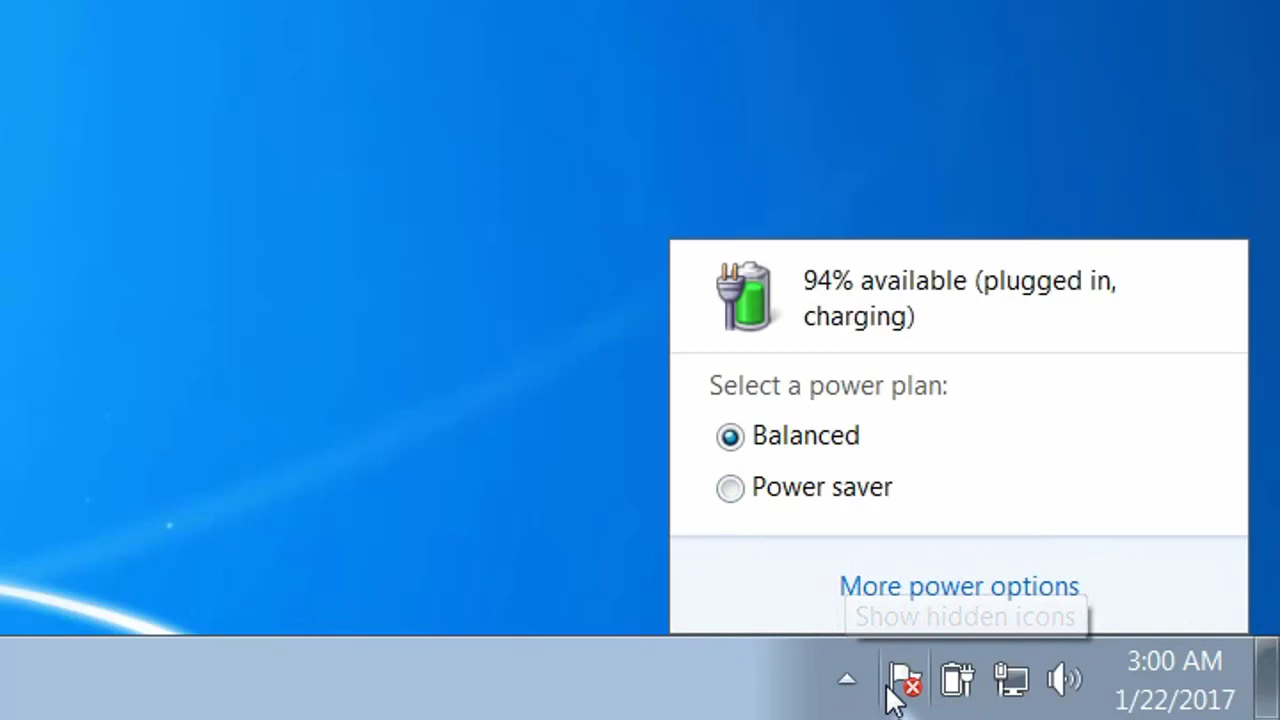 94% available (plugged in,
charging)
Select a power plan:
Balanced
Power saver
More power options
Show hidden icons
3:00 AM
1/22/2017